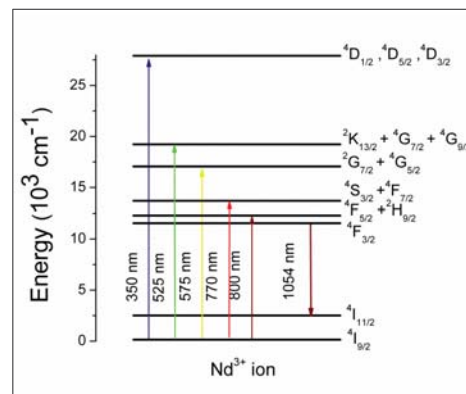 Energy (10³ cm⁻¹)
25
20
15
10
5
0
⁴D₁/₂ , ⁴D₅/₂ , ⁴D₃/₂
²K₁₃/₂ + ⁴G₇/₂ + ⁴G₉/
²G₇/₂ + ⁴G₅/₂
⁴S₃/₂ + ⁴F₇/₂
⁴F₅/₂ + ²H₉/₂
⁴F₃/₂
⁴I₁₁/₂
⁴I₉/₂
350 nm
525 nm
575 nm
770 nm
800 nm
1054 nm
Nd³⁺ ion